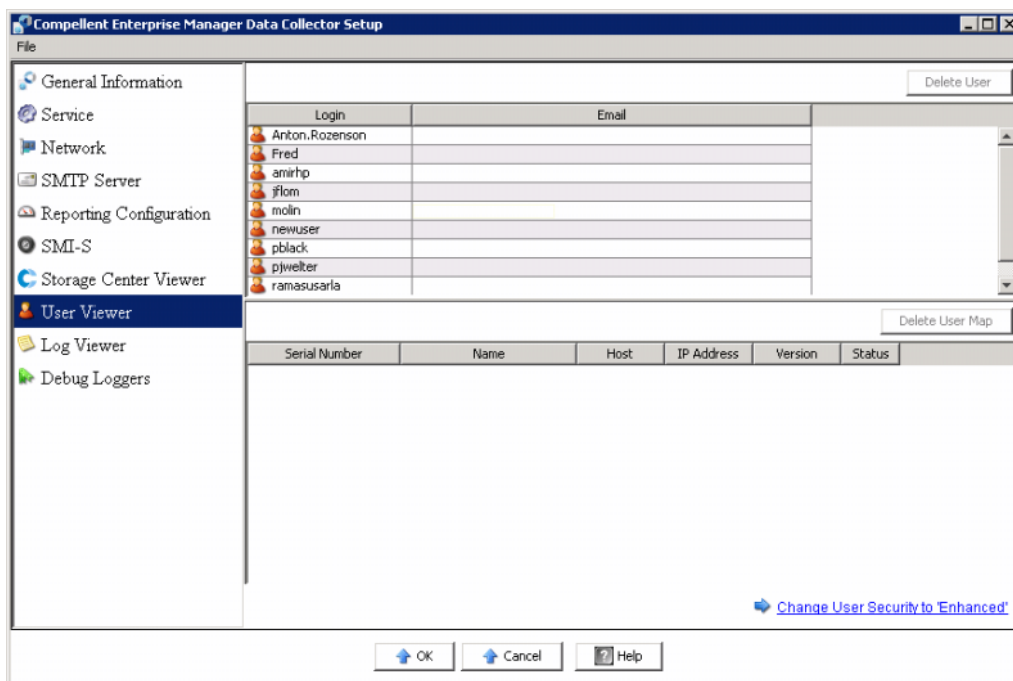 Compellent Enterprise Manager Data Collector Setup
File
General Information
Service
Network
SMTP Server
Reporting Configuration
SMI-S
Storage Center Viewer
User Viewer
Log Viewer
Debug Loggers
Delete User
Login Email
Anton.Rozenson
Fred
amirhp
jflom
molin
newuser
pblack
pjwelter
ramasusarla
Delete User Map
Serial Number Name Host IP Address Version Status
Change User Security to 'Enhanced'
OK Cancel ? Help